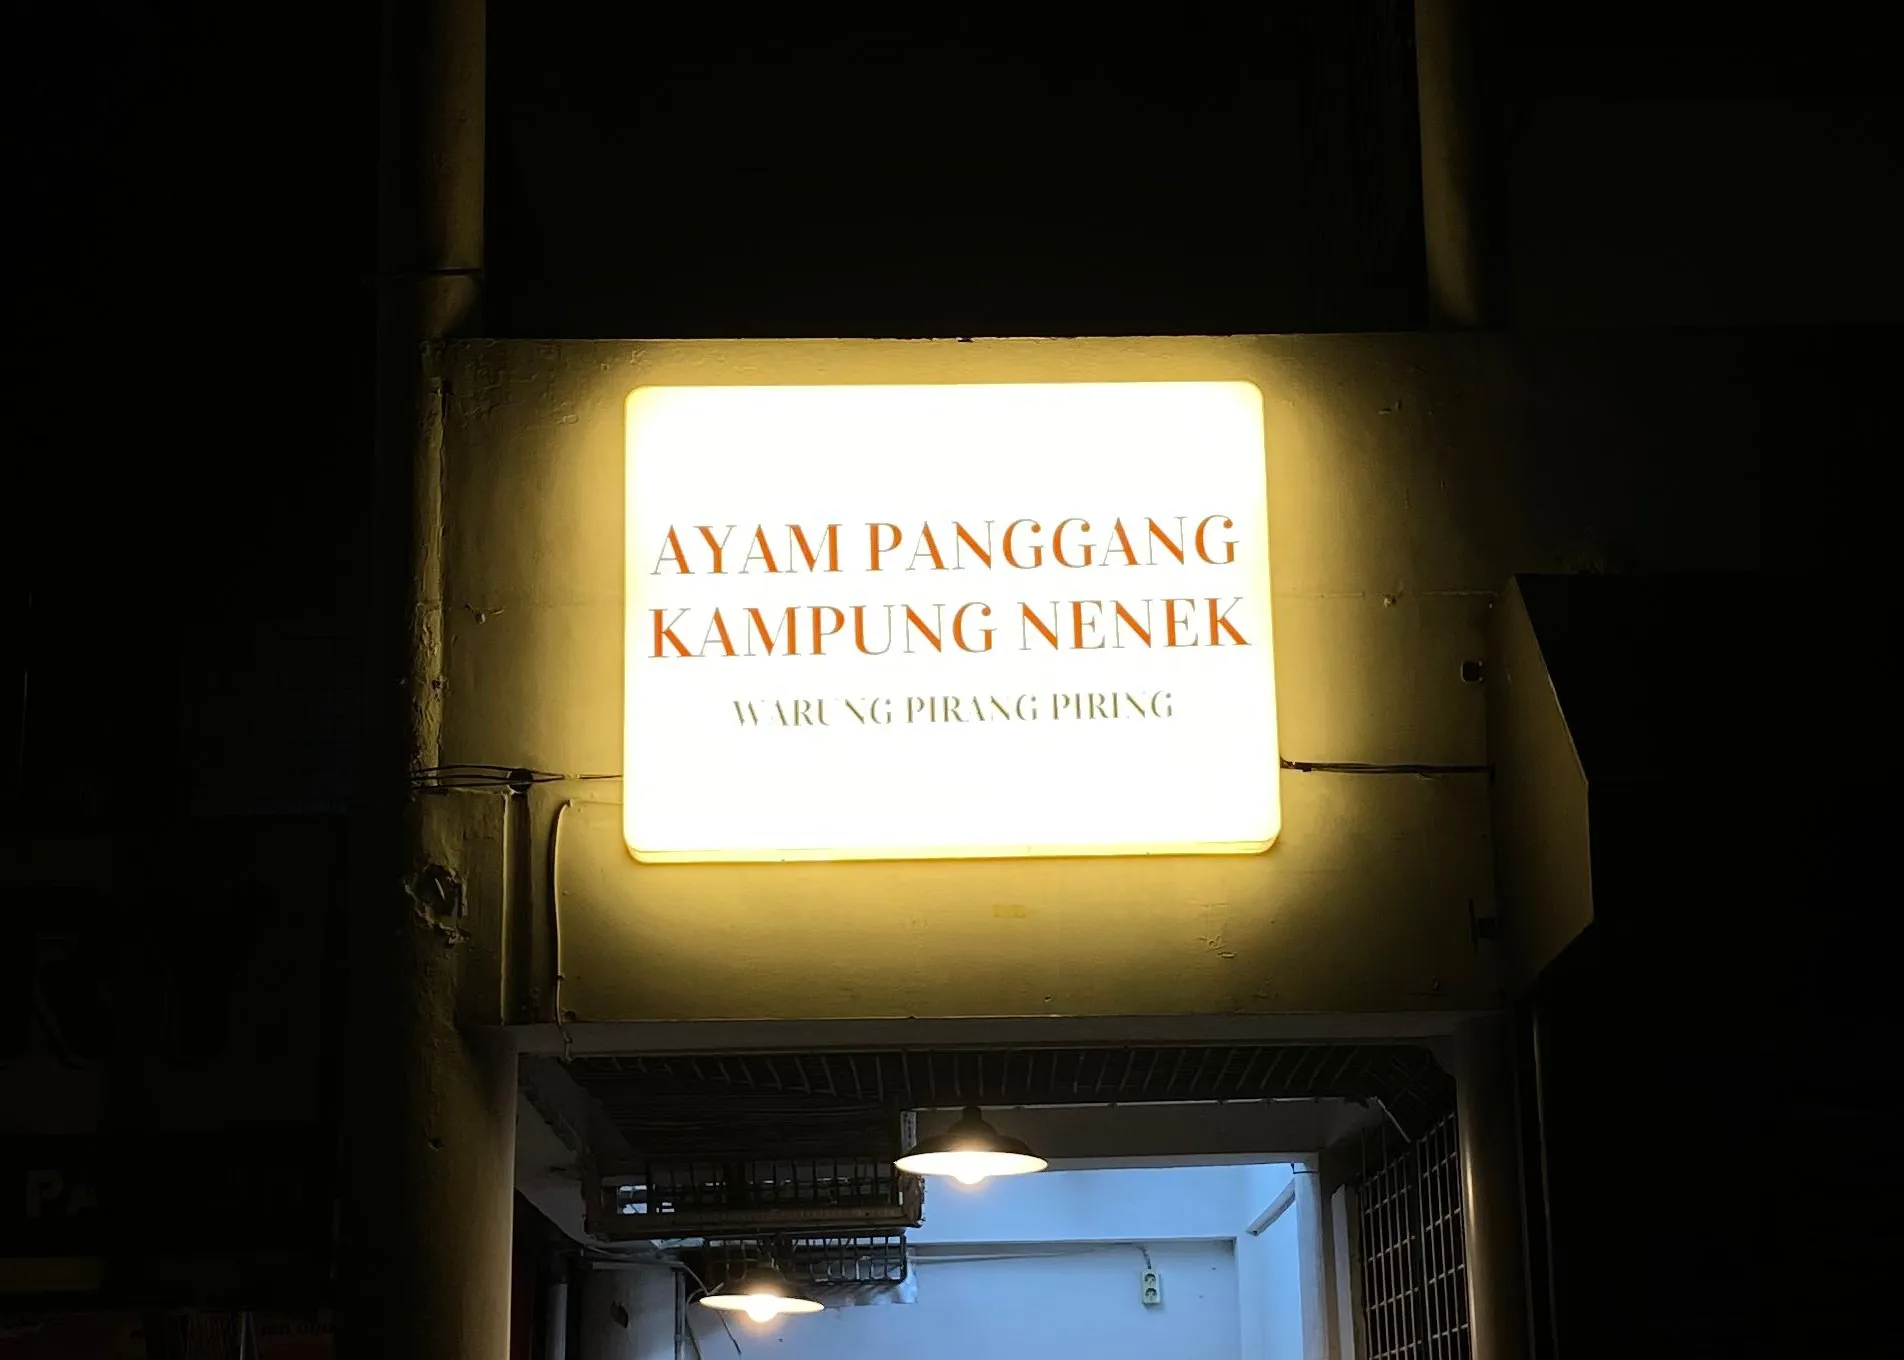 AYAM PANGGANG
KAMPUNG NENEK
WARUNG PIRANG PIRING